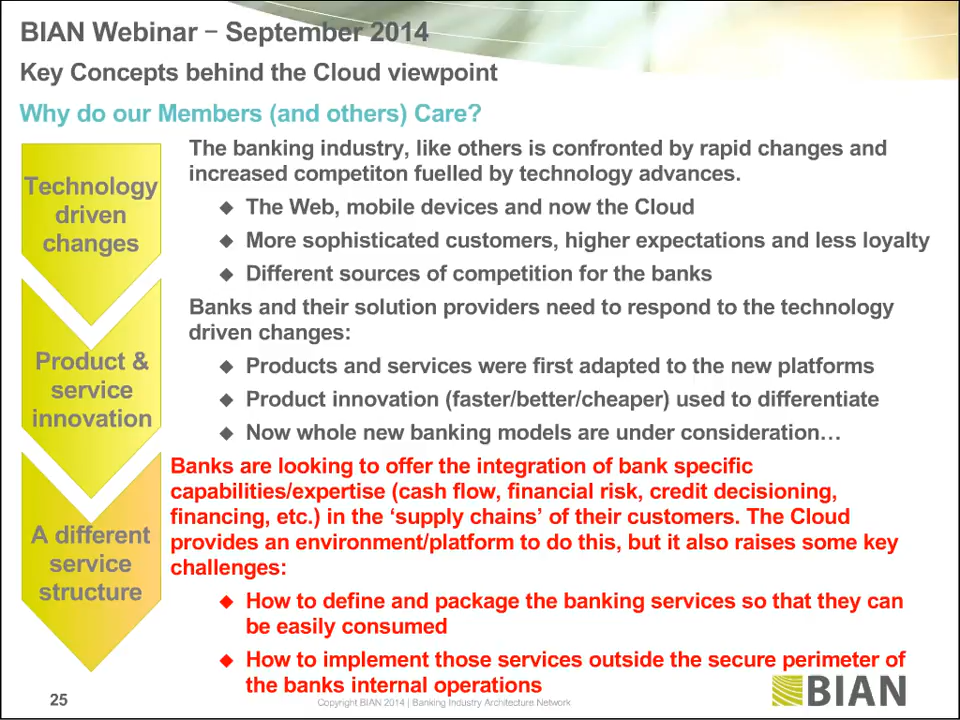 BIAN Webinar – September 2014
Key Concepts behind the Cloud viewpoint
Why do our Members (and others) Care?
Technology
driven
changes
The banking industry, like others is confronted by rapid changes and
increased competiton fuelled by technology advances.
◆ The Web, mobile devices and now the Cloud
◆ More sophisticated customers, higher expectations and less loyalty
◆ Different sources of competition for the banks
Product &
service
innovation
Banks and their solution providers need to respond to the technology
driven changes:
◆ Products and services were first adapted to the new platforms
◆ Product innovation (faster/better/cheaper) used to differentiate
◆ Now whole new banking models are under consideration…
A different
service
structure
Banks are looking to offer the integration of bank specific
capabilities/expertise (cash flow, financial risk, credit decisioning,
financing, etc.) in the ‘supply chains’ of their customers. The Cloud
provides an environment/platform to do this, but it also raises some key
challenges:
◆ How to define and package the banking services so that they can
be easily consumed
◆ How to implement those services outside the secure perimeter of
the banks internal operations
25
Copyright BIAN 2014 | Banking Industry Architecture Network
BIAN